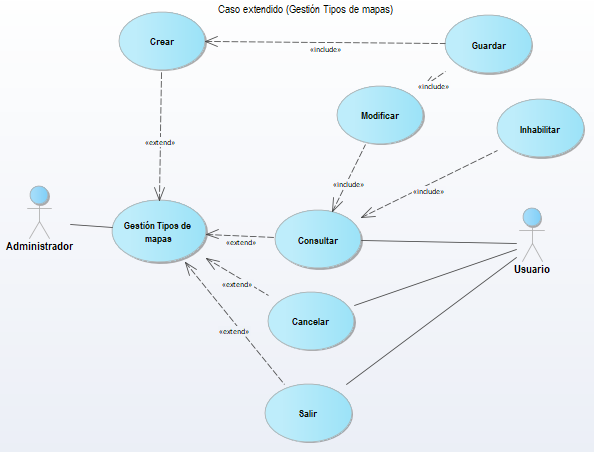 Caso extendido (Gestión Tipos de mapas)
Crear
Guardar
«include»
«include»
Modificar
Inhabilitar
«extend»
«include»
«include»
Gestión Tipos de
mapas
Administrador
«extend»
Consultar
Usuario
«extend»
Cancelar
«extend»
Salir